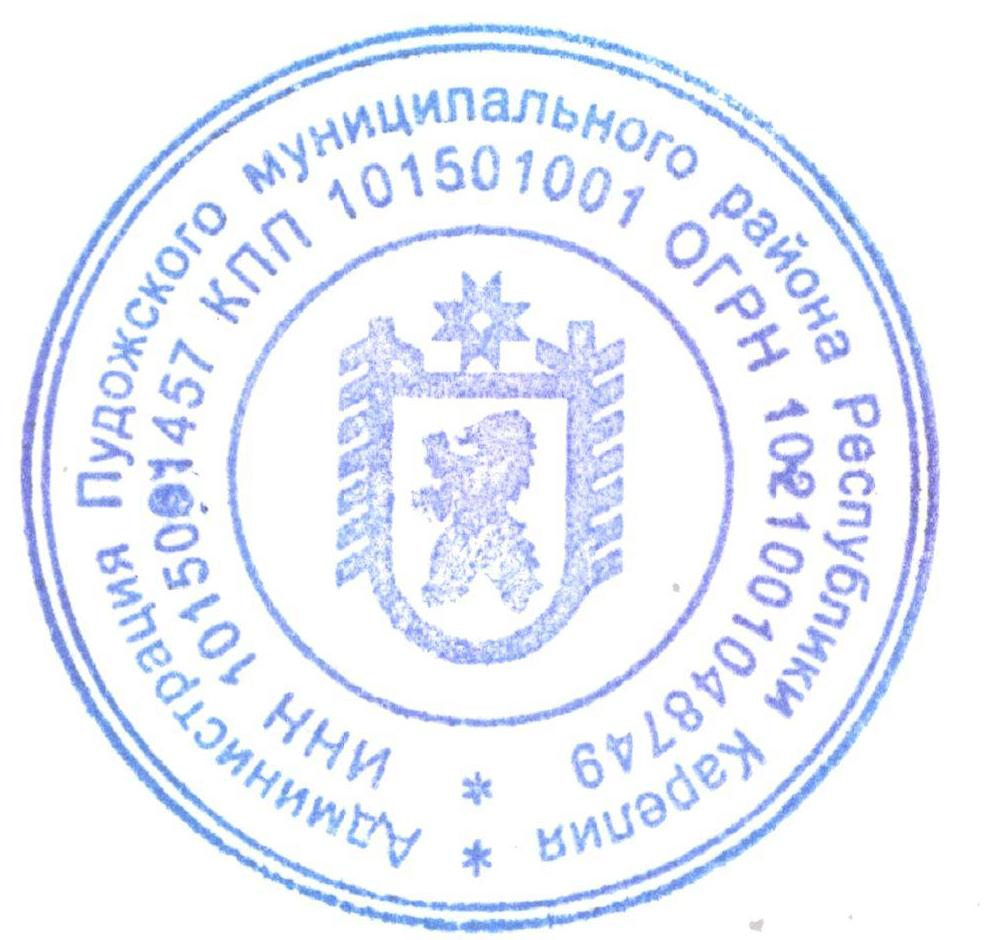 Администрация Пудожского муниципального района Республики Карелия *
ИНН 1015001457 КПП 101501001 ОГРН 1021001048749 *